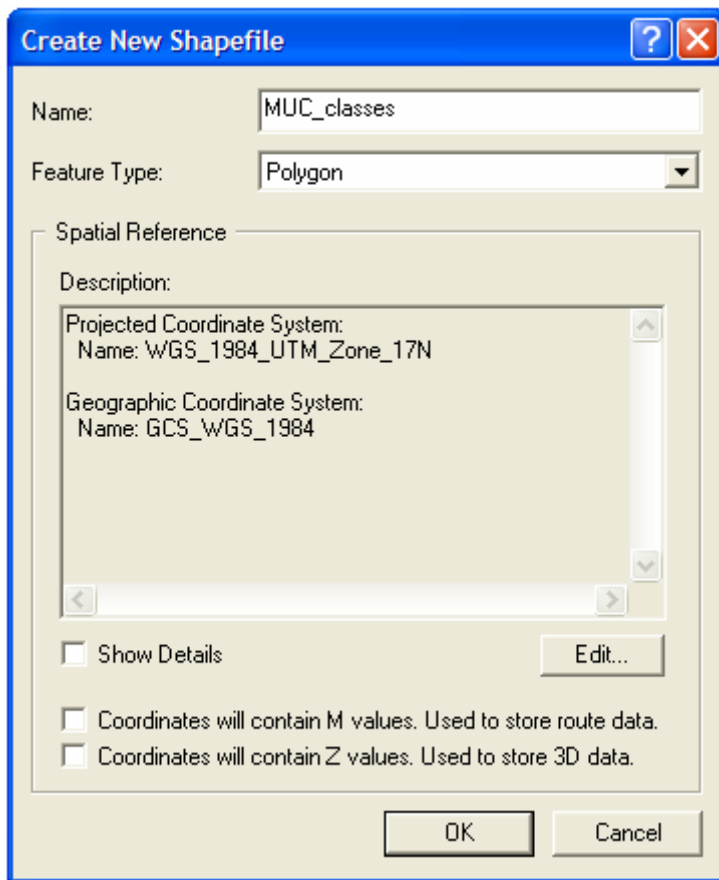 Create New Shapefile
Name: MUC_classes
Feature Type: Polygon
Spatial Reference
Description:
Projected Coordinate System:
Name: WGS_1984_UTM_Zone_17N
Geographic Coordinate System:
Name: GCS_WGS_1984
Show Details Edit...
Coordinates will contain M values. Used to store route data.
Coordinates will contain Z values. Used to store 3D data.
OK Cancel